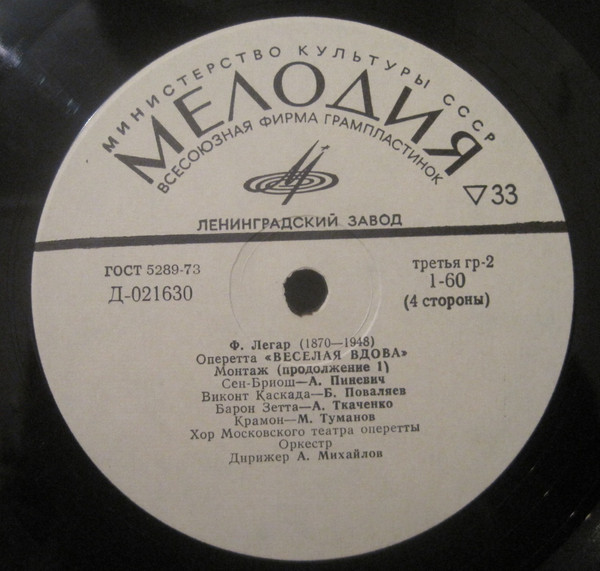 МИНИСТЕРСТВО КУЛЬТУРЫ СССР
МЕЛОДИЯ
ВСЕСОЮЗНАЯ ФИРМА ГРАМПЛАСТИНОК
▽33
ЛЕНИНГРАДСКИЙ ЗАВОД
ГОСТ 5289-73
Д-021630
третья гр-2
1-60
(4 стороны)
Ф. Легар (1870—1948)
Оперетта «ВЕСЕЛАЯ ВДОВА»
Монтаж (продолжение 1)
Сен-Бриош—А. Пиневич
Виконт Каскада—Б. Поваляев
Барон Зетта—А. Ткаченко
Крамон—М. Туманов
Хор Московского театра оперетты
Оркестр
Дирижер А. Михайлов